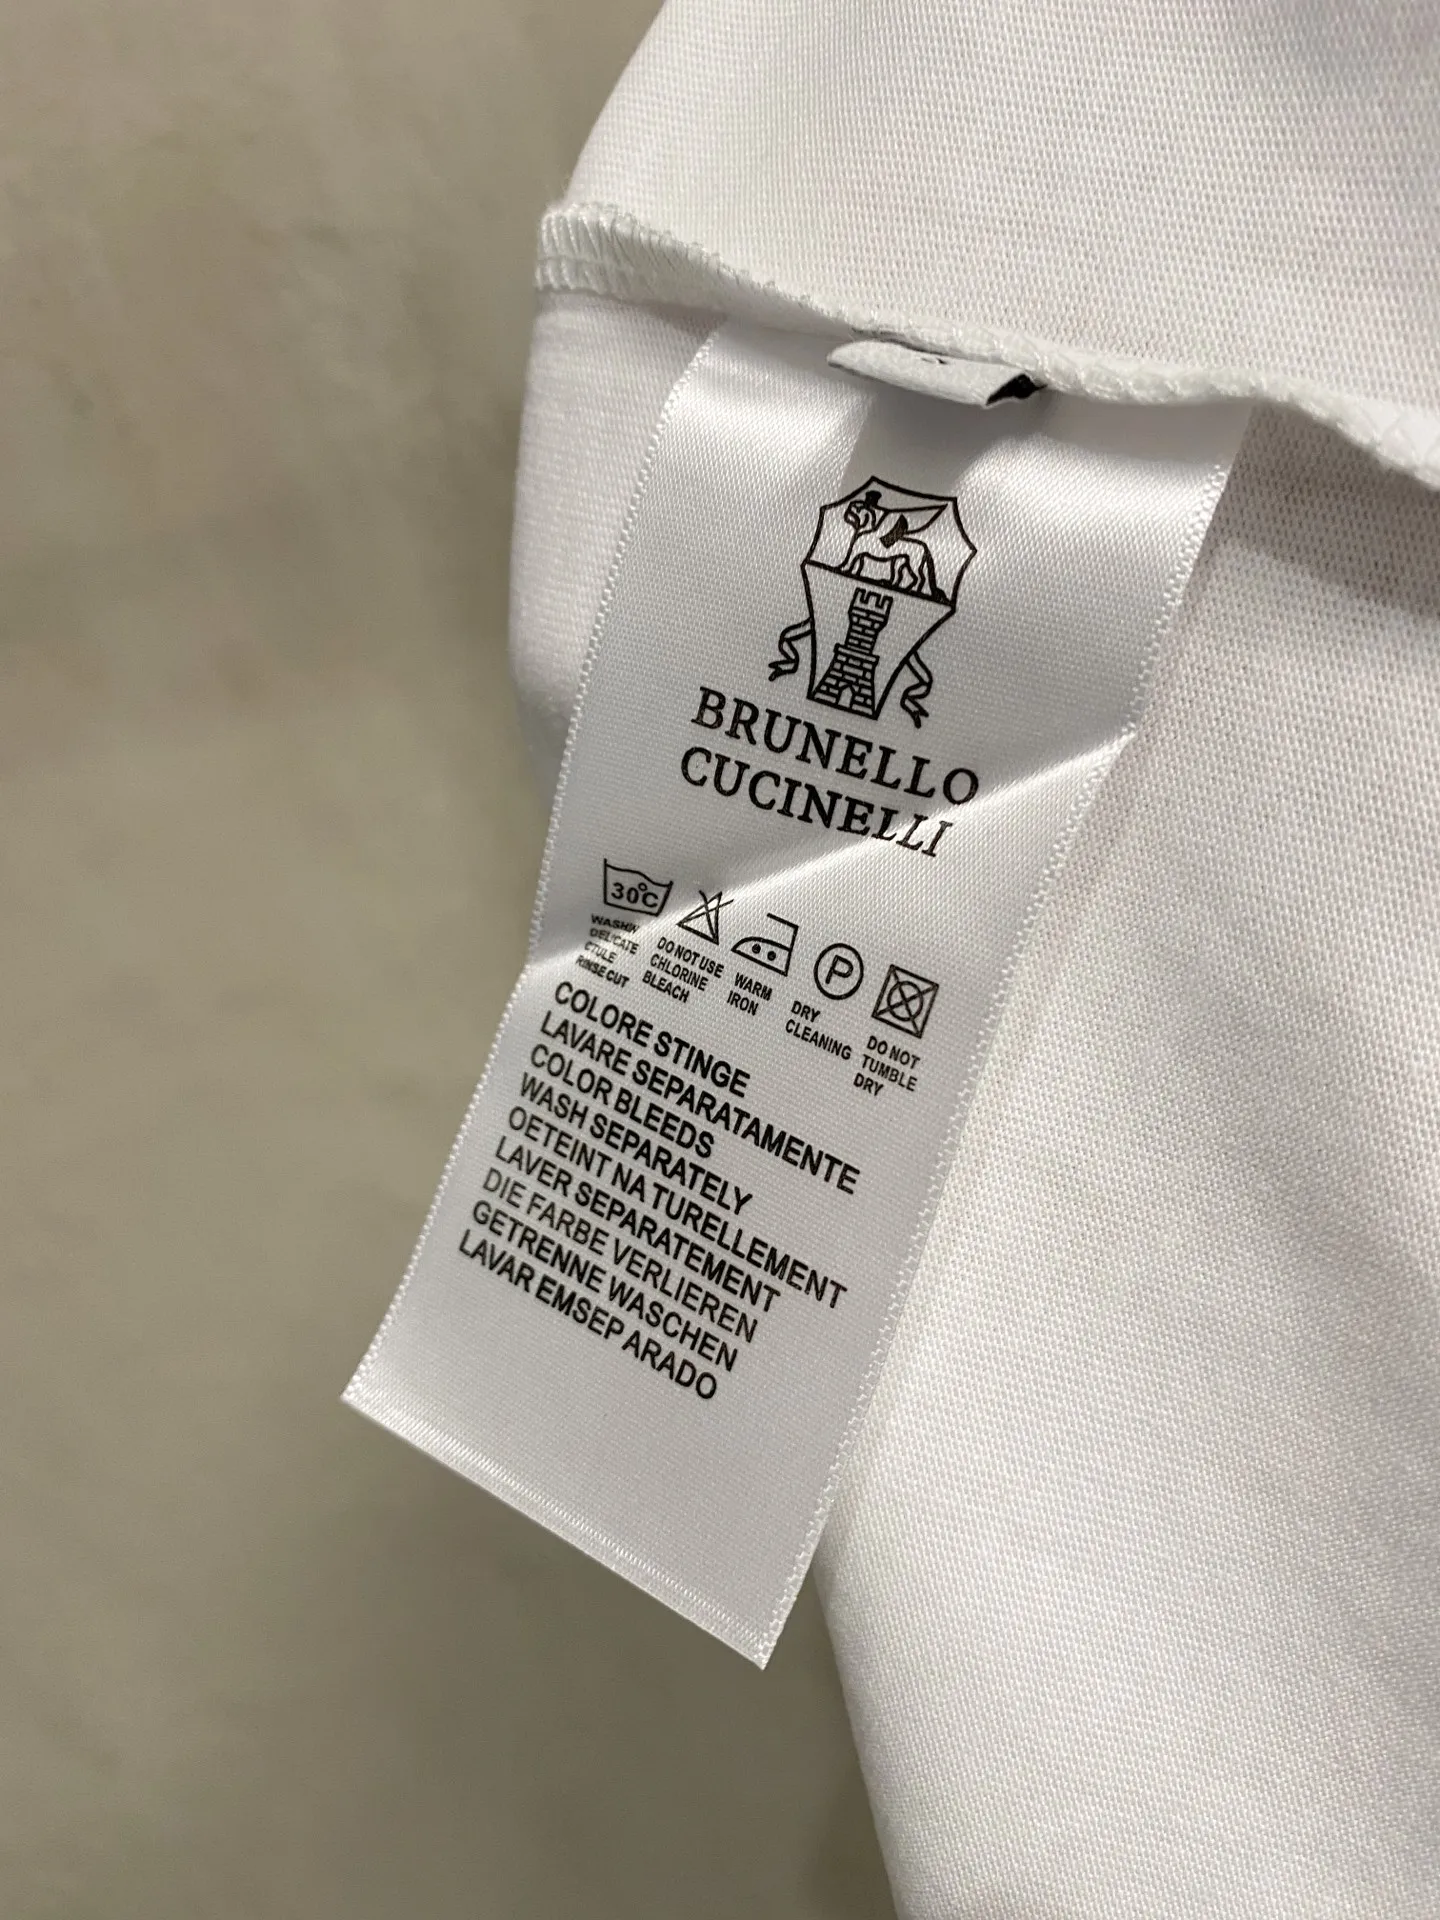 BRUNELLO
CUCINELLI
30°C
P
WASHW
DELICATE
CTULE
RINSE CUT
DO NOT USE
CHLORINE
BLEACH
WARM
IRON
DRY
CLEANING
DO NOT
TUMBLE
DRY
COLORE STINGE
LAVARE SEPARATAMENTE
COLOR BLEEDS
WASH SEPARATELY
OETEINT NA TURELLEMENT
LAVER SEPARATEMENT
DIE FARBE VERLIEREN
GETRENNE WASCHEN
LAVAR EMSEP ARADO